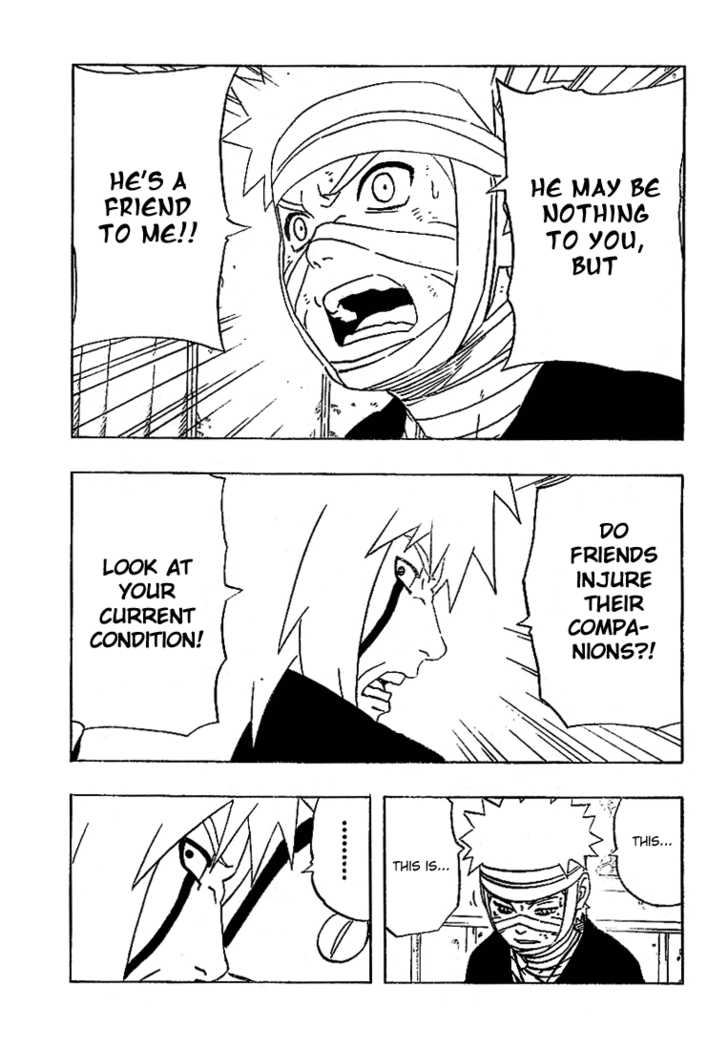 HE MAY BE
NOTHING
TO YOU,
BUT
HE'S A
FRIEND
TO ME!!
DO
FRIENDS
INJURE
THEIR
COMPA-
NIONS?!
LOOK AT
YOUR
CURRENT
CONDITION!
THIS...
THIS IS...
.........